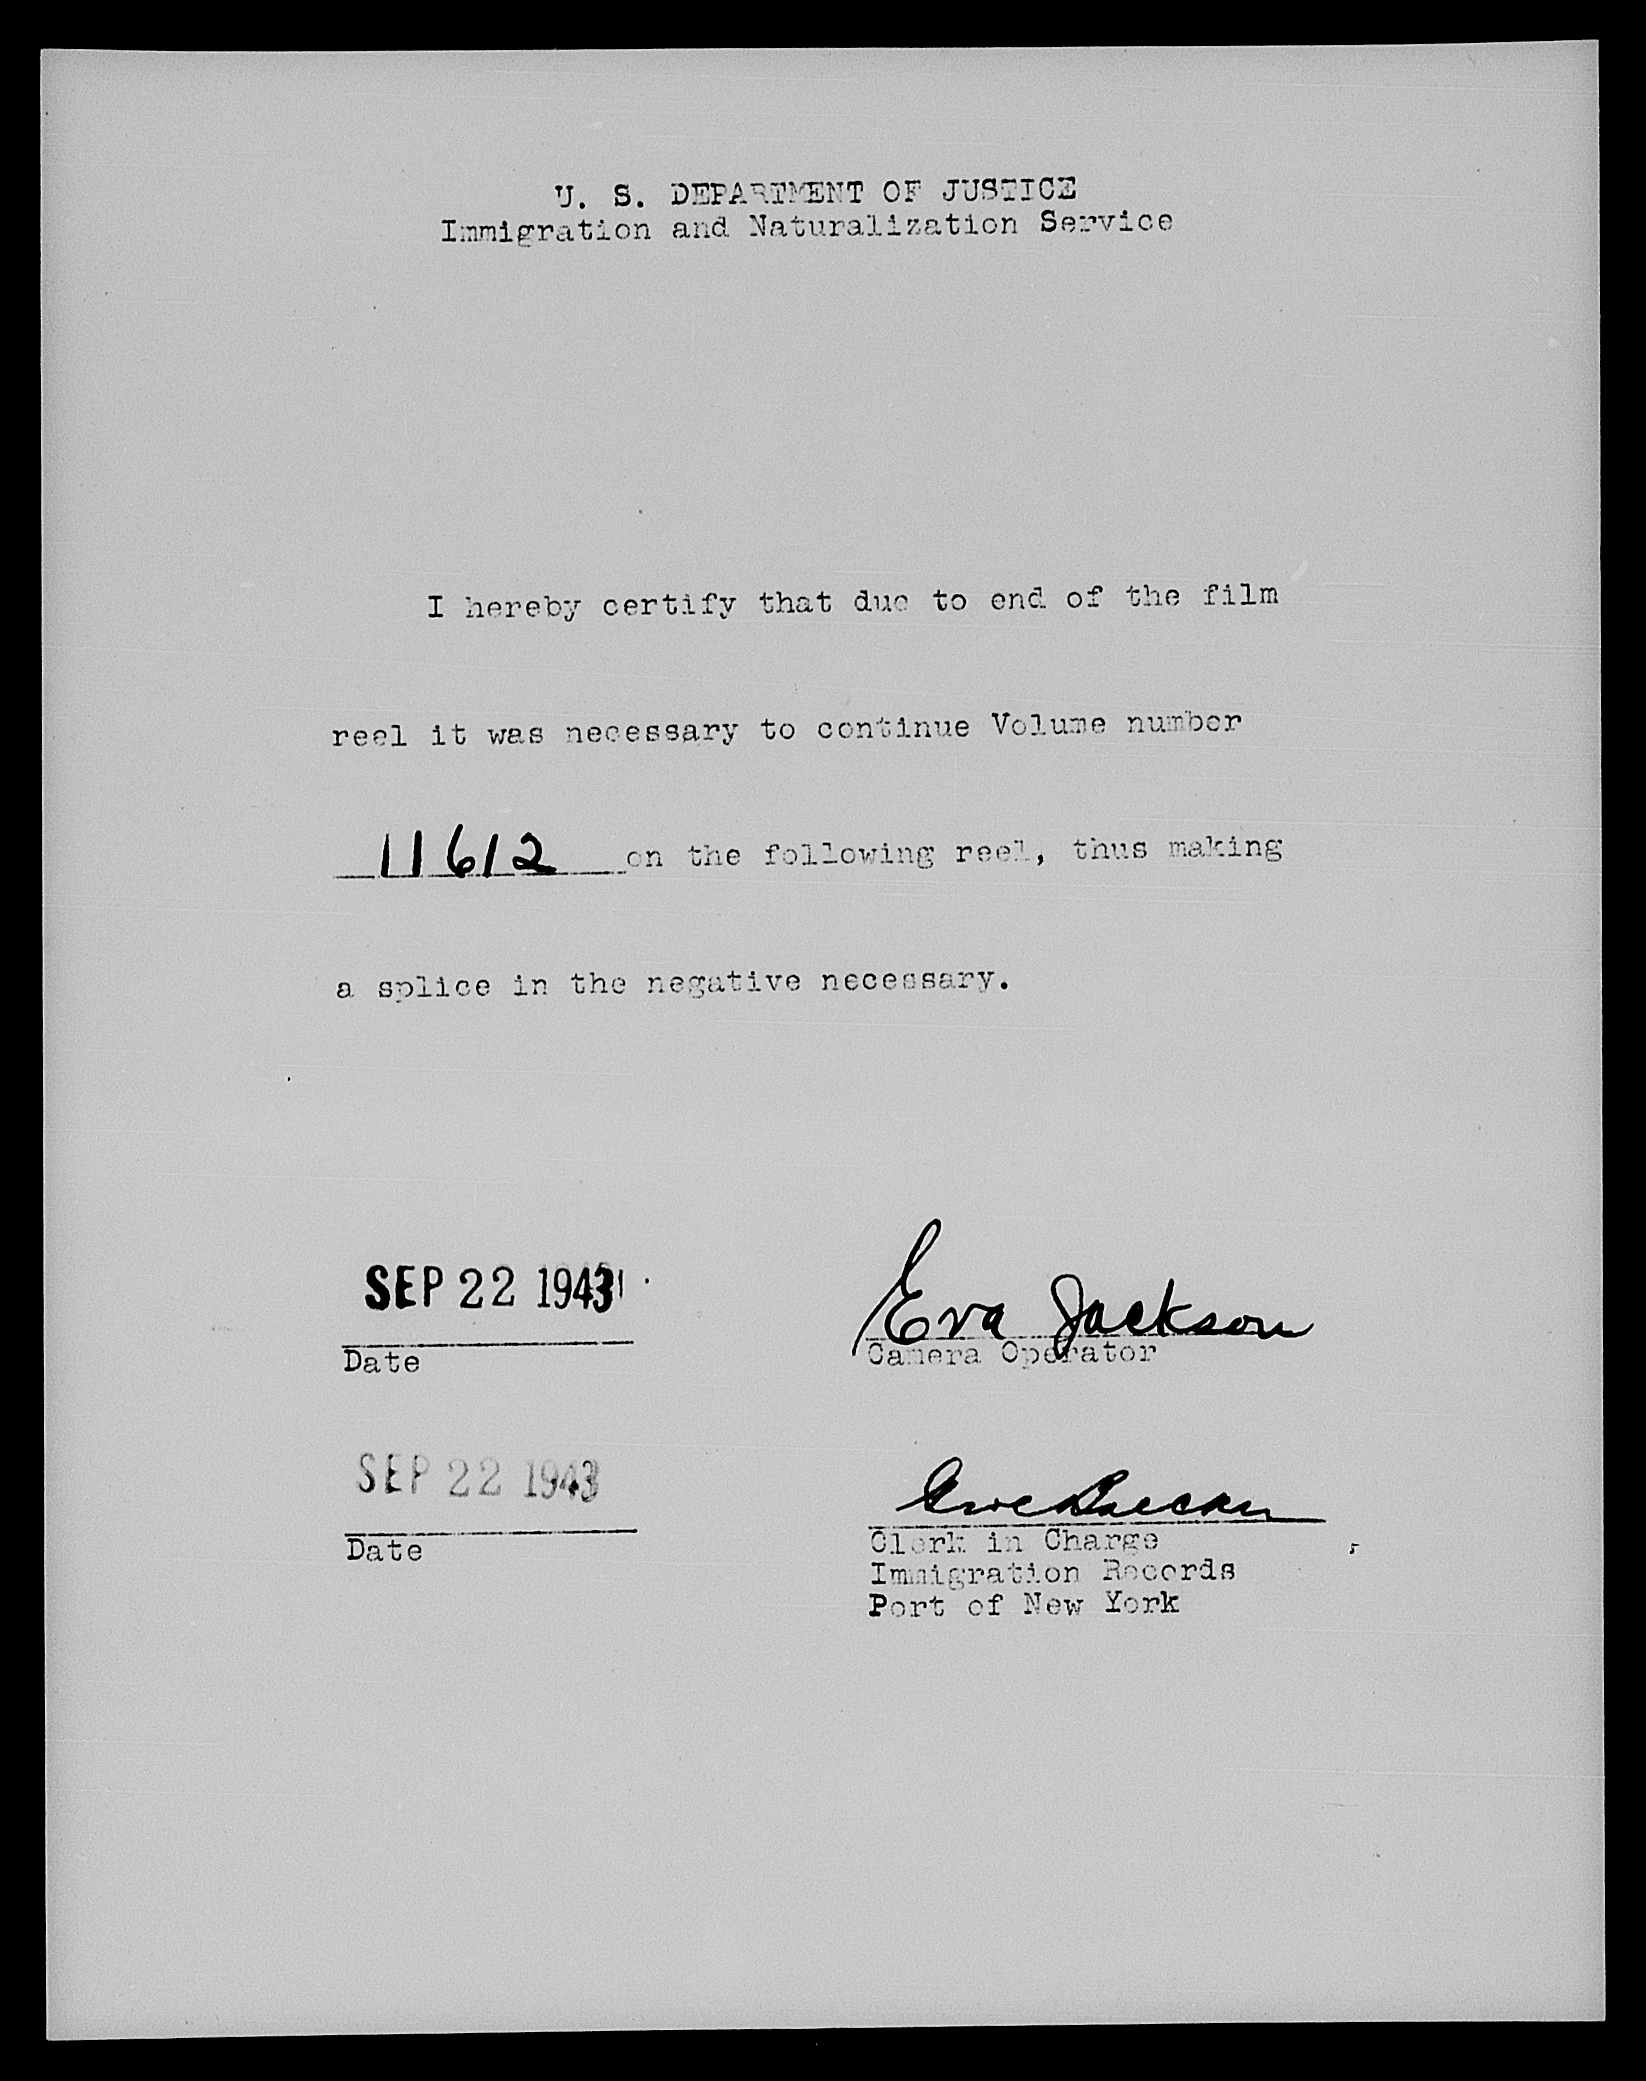 U. S. DEPARTMENT OF JUSTICE
Immigration and Naturalization Service
I hereby certify that due to end of the film
reel it was necessary to continue Volume number
11612 on the following reel, thus making
a splice in the negative necessary.
SEP 22 1943
Eva Jackson
Date
Camera Operator
SEP 22 1943
Date
Clerk in Charge
Immigration Records
Port of New York